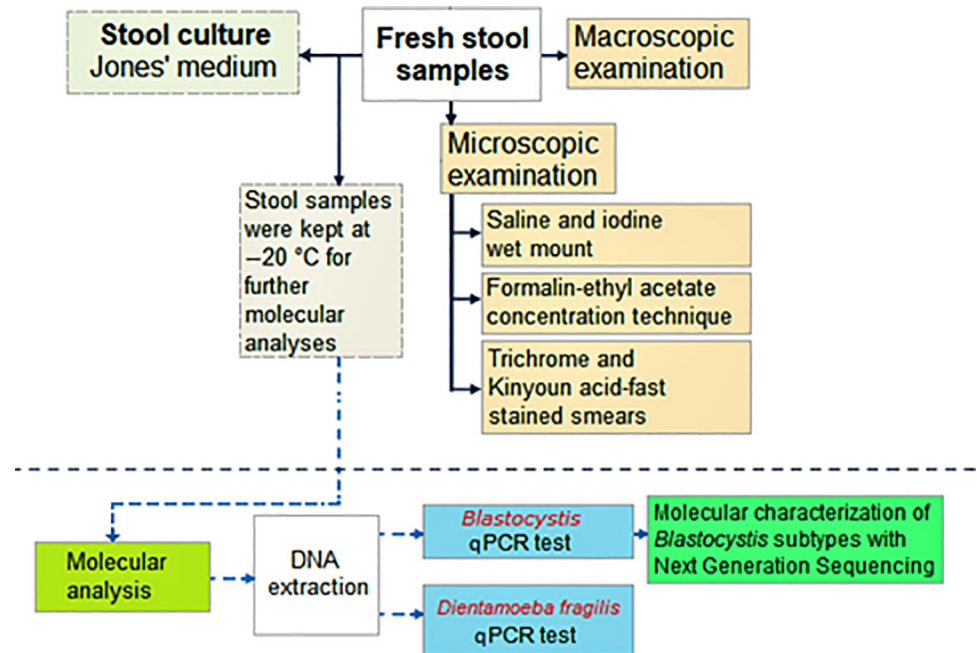 Stool culture
Jones' medium
Fresh stool
samples
Macroscopic
examination
Microscopic
examination
Stool samples
were kept at
−20 °C for
further
molecular
analyses
Saline and iodine
wet mount
Formalin-ethyl acetate
concentration technique
Trichrome and
Kinyoun acid-fast
stained smears
Molecular
analysis
DNA
extraction
Blastocystis
qPCR test
Molecular characterization of
Blastocystis subtypes with
Next Generation Sequencing
Dientamoeba fragilis
qPCR test